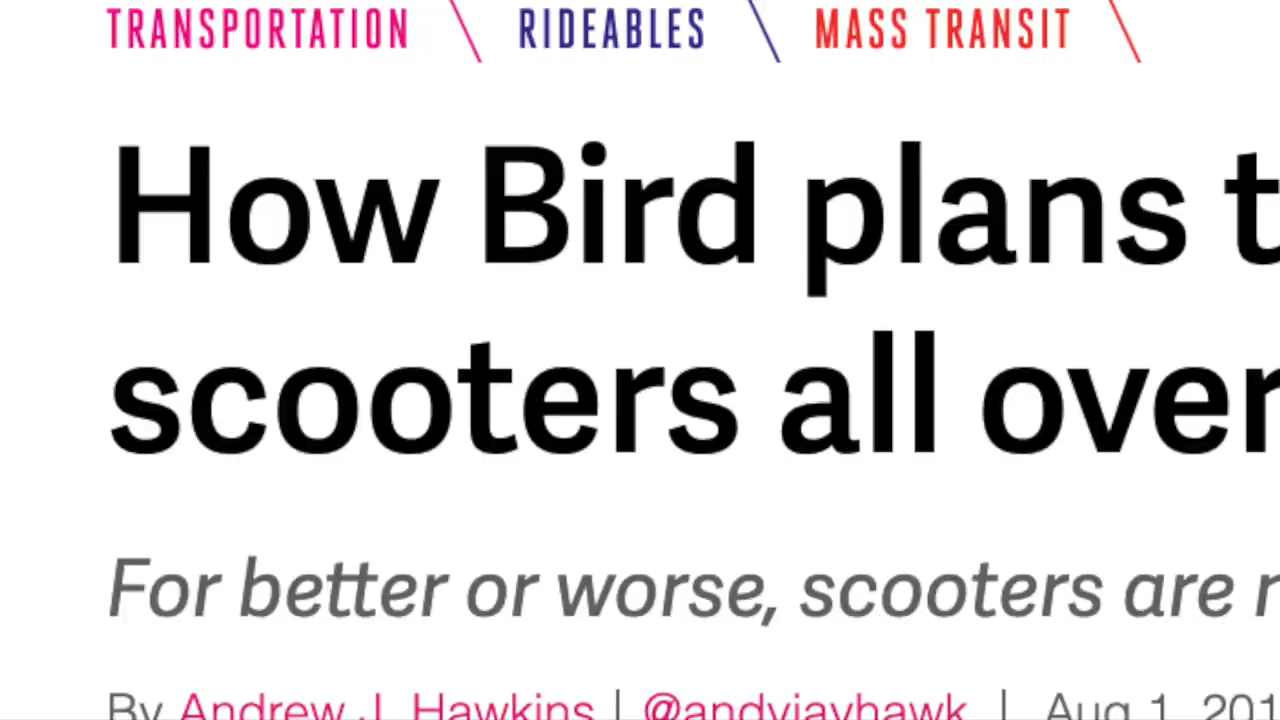 TRANSPORTATION \ RIDEABLES \ MASS TRANSIT \
How Bird plans t
scooters all over
For better or worse, scooters are
By Andrew J. Hawkins | @andyjayhawk | Aug 1, 201